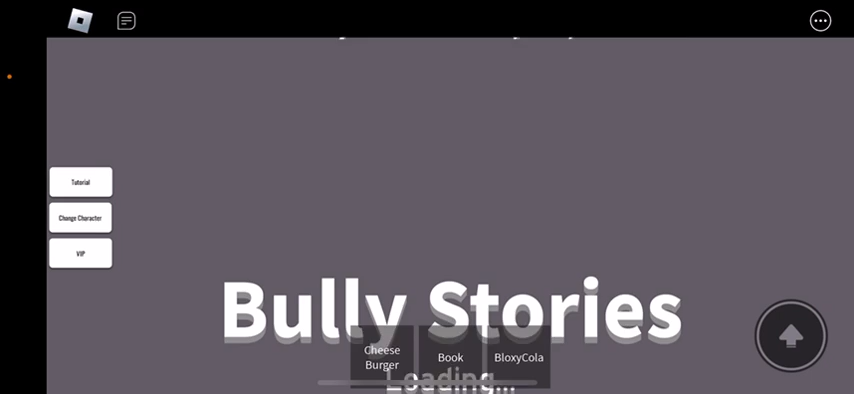 Tutorial
Change Character
VIP
Bully Stories
Cheese
Burger
Book
BloxyCola
Loading...